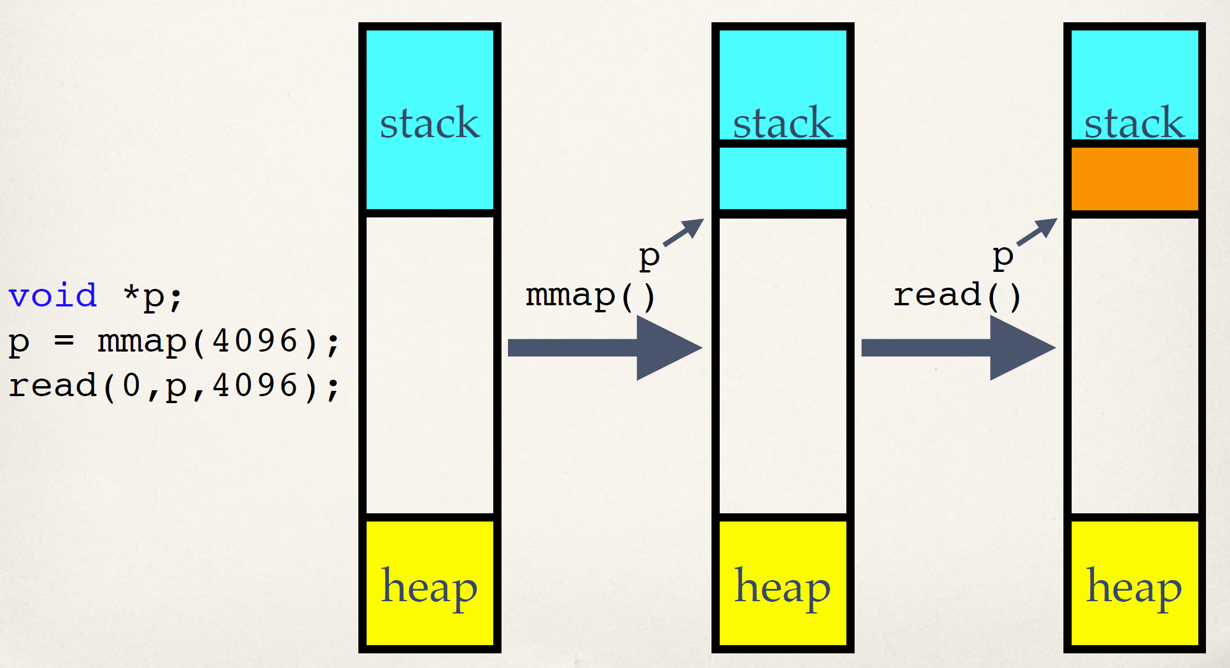 stack
stack
stack
p
p
void *p;
mmap()
read()
p = mmap(4096);
read(0,p,4096);
heap
heap
heap